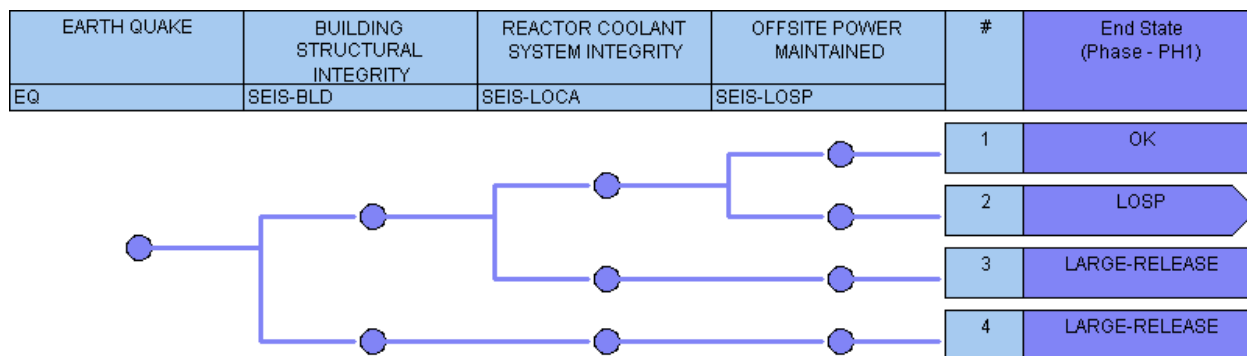 EARTH QUAKE
BUILDING
STRUCTURAL
INTEGRITY
REACTOR COOLANT
SYSTEM INTEGRITY
OFFSITE POWER
MAINTAINED
#
End State
(Phase - PH1)
EQ
SEIS-BLD
SEIS-LOCA
SEIS-LOSP
1
OK
2
LOSP
3
LARGE-RELEASE
4
LARGE-RELEASE